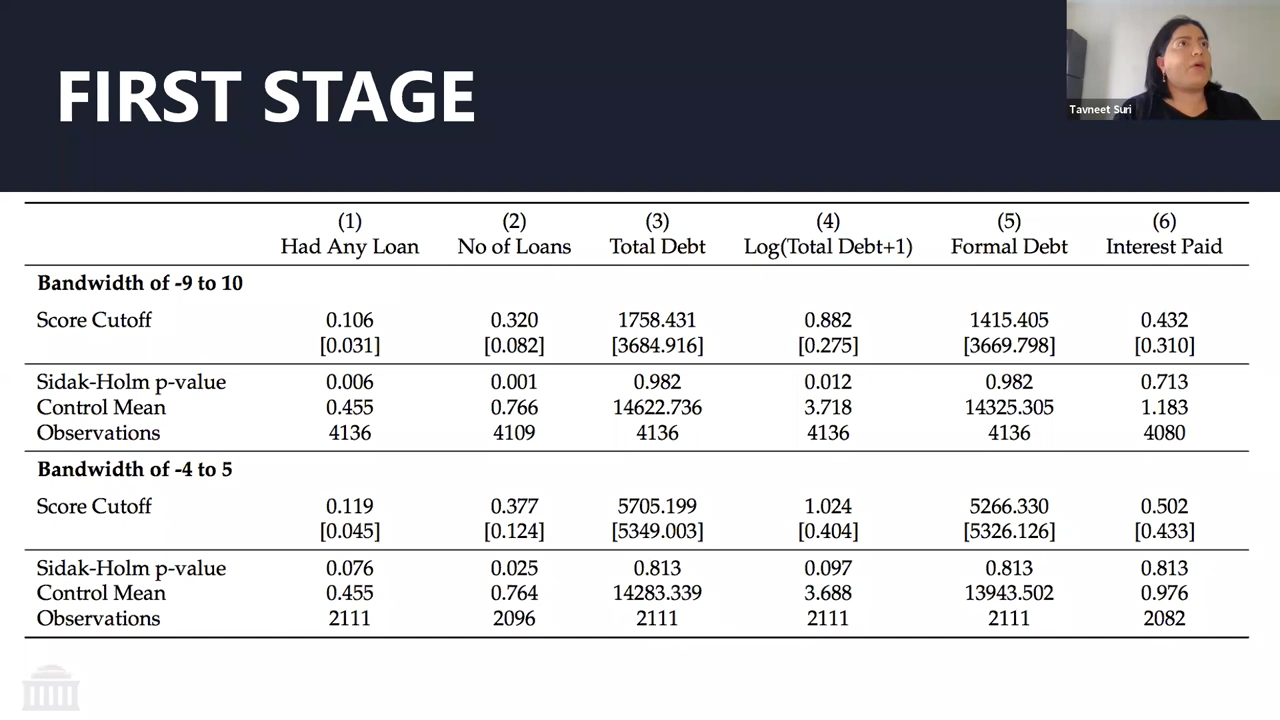 FIRST STAGE
Tavneet Suri
(1) (2) (3) (4) (5) (6)
Had Any Loan No of Loans Total Debt Log(Total Debt+1) Formal Debt Interest Paid
Bandwidth of -9 to 10
Score Cutoff 0.106 0.320 1758.431 0.882 1415.405 0.432
[0.031] [0.082] [3684.916] [0.275] [3669.798] [0.310]
Sidak-Holm p-value 0.006 0.001 0.982 0.012 0.982 0.713
Control Mean 0.455 0.766 14622.736 3.718 14325.305 1.183
Observations 4136 4109 4136 4136 4136 4080
Bandwidth of -4 to 5
Score Cutoff 0.119 0.377 5705.199 1.024 5266.330 0.502
[0.045] [0.124] [5349.003] [0.404] [5326.126] [0.433]
Sidak-Holm p-value 0.076 0.025 0.813 0.097 0.813 0.813
Control Mean 0.455 0.764 14283.339 3.688 13943.502 0.976
Observations 2111 2096 2111 2111 2111 2082